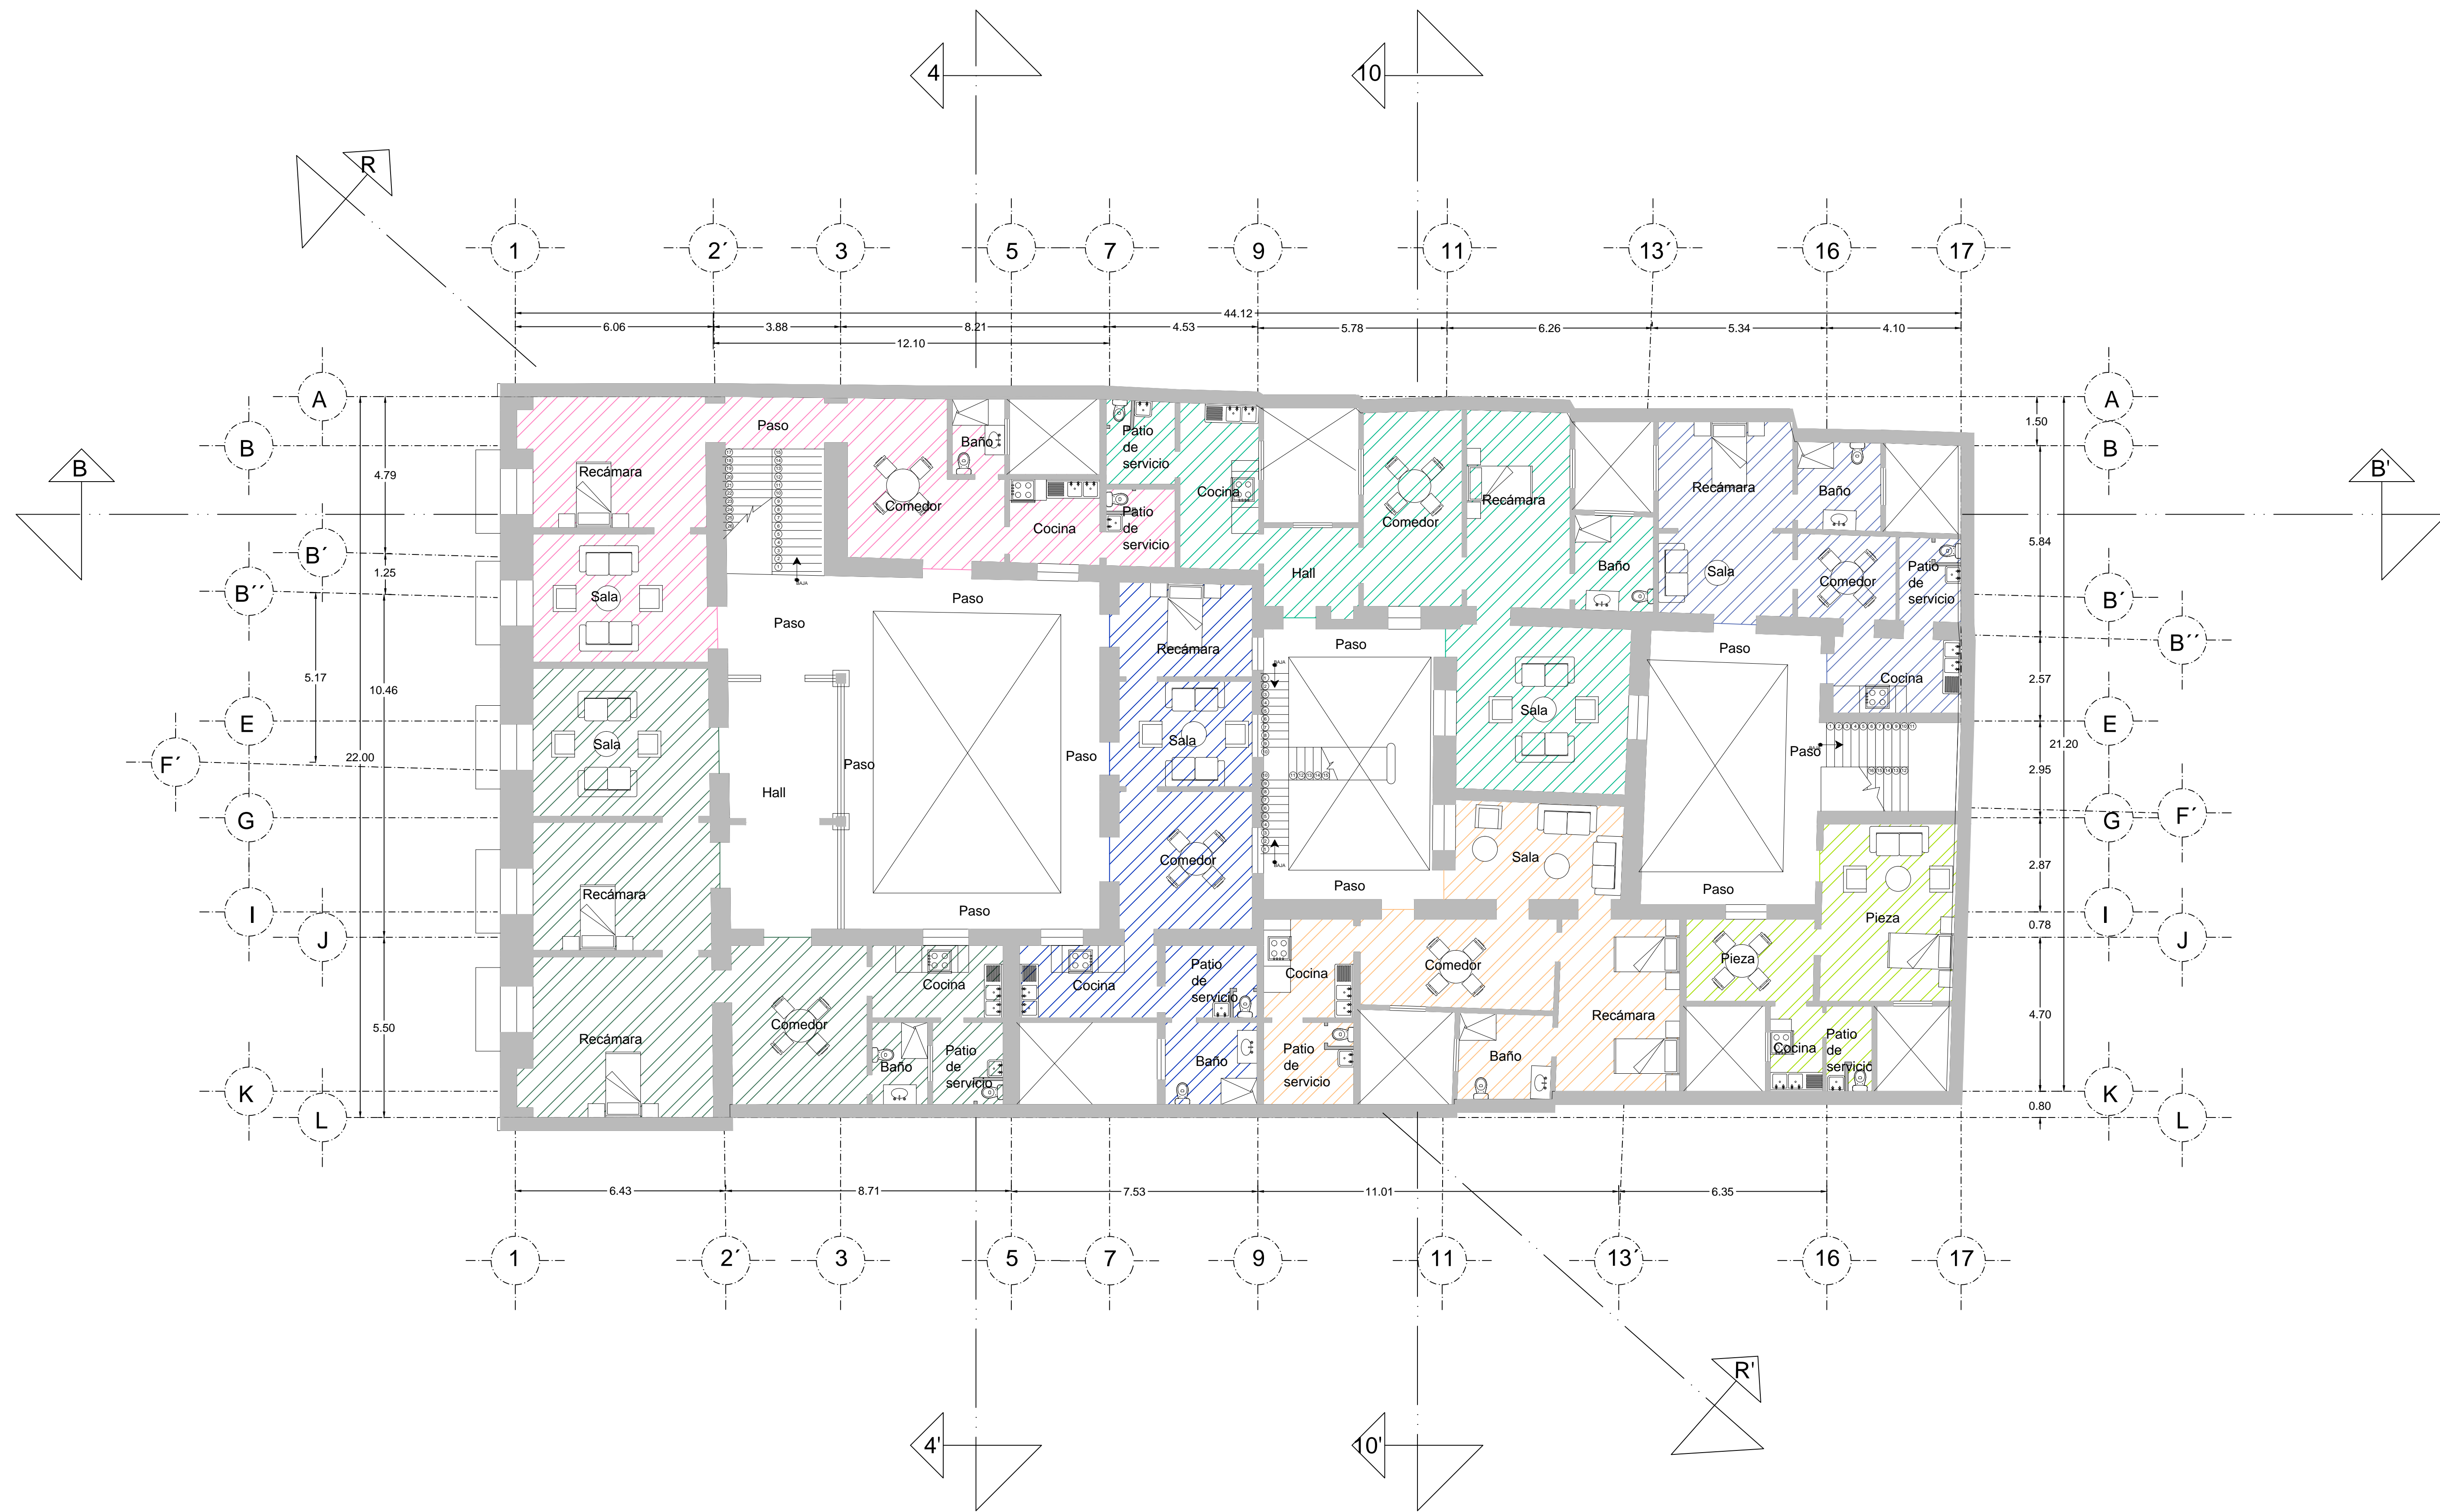 4
10
R
1
2´
3
5
7
9
11
13´
16
17
44.12
6.06
3.88
8.21
4.53
5.78
6.26
5.34
4.10
12.10
A
A
B
B
1.50
B
B'
4.79
5.84
B´
1.25
B´´
B´
B´´
5.17
10.46
2.57
E
E
22.00
21.20
F´
2.95
G
G
F´
2.87
I
I
0.78
J
J
5.50
4.70
K
K
0.80
L
L
Paso
Recámara
Baño
Comedor
Cocina
Patio
de
servicio
Patio
de
servicio
Cocina
Comedor
Recámara
Hall
Baño
Recámara
Baño
Sala
Comedor
Patio
de
servicio
Cocina
Sala
BAJA
Paso
Paso
Recámara
Paso
Paso
BAJA
Sala
Sala
Sala
Paso
Paso
Paso
Hall
Comedor
Sala
BAJA
Paso
Paso
Paso
Recámara
Pieza
Cocina
Cocina
Patio
de
servicio
Cocina
Comedor
Pieza
Comedor
Recámara
Recámara
Baño
Patio
de
servicio
Baño
Patio
de
servicio
Baño
Cocina
Patio
de
servicio
6.43
8.71
7.53
11.01
6.35
1
2´
3
5
7
9
11
13´
16
17
R'
4'
10'